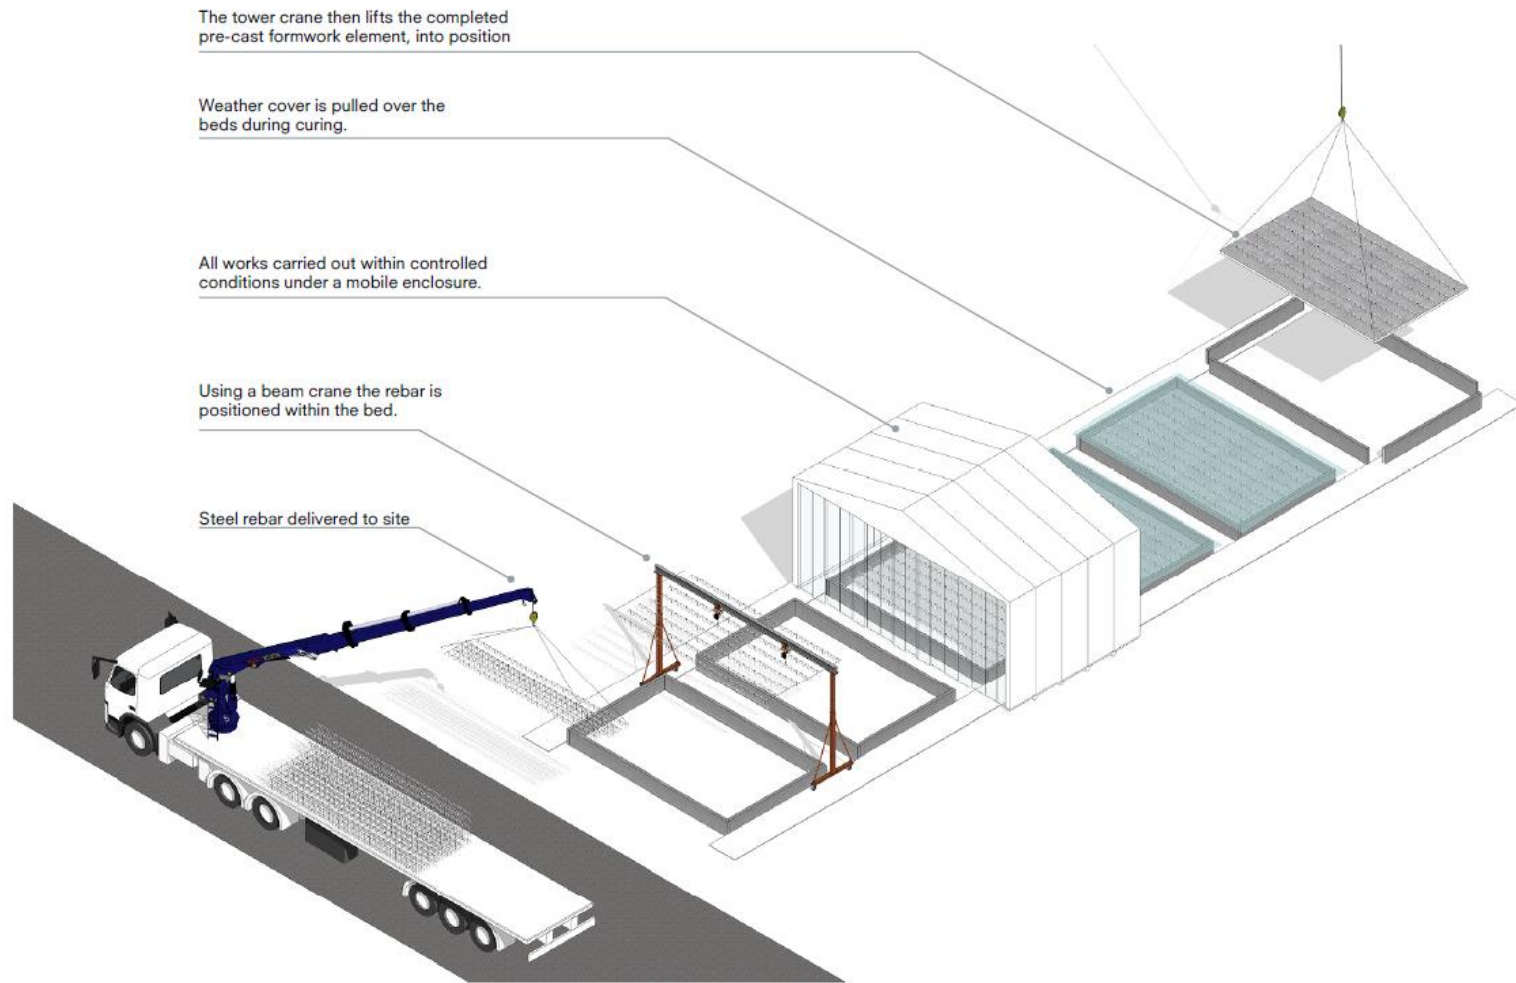 The tower crane then lifts the completed
pre-cast formwork element, into position
Weather cover is pulled over the
beds during curing.
All works carried out within controlled
conditions under a mobile enclosure.
Using a beam crane the rebar is
positioned within the bed.
Steel rebar delivered to site